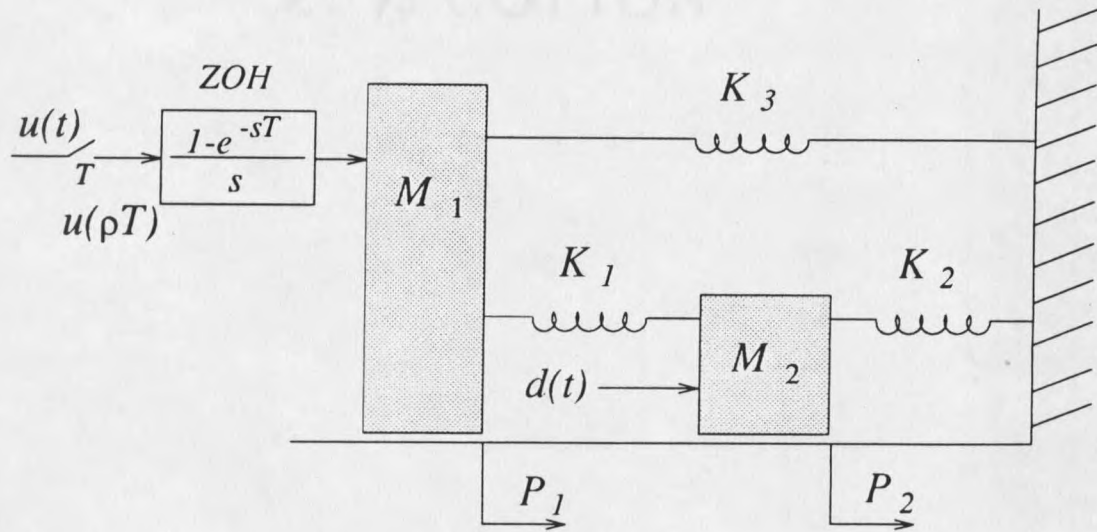 ZOH
K 3
u(t)
1-e -sT
s
T
u(ρT)
M 1
K 1
K 2
M 2
d(t)
P 1
P 2